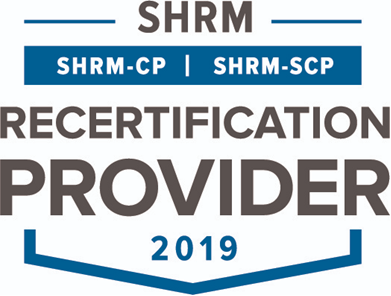 SHRM
SHRM-CP | SHRM-SCP
RECERTIFICATION
PROVIDER
2019